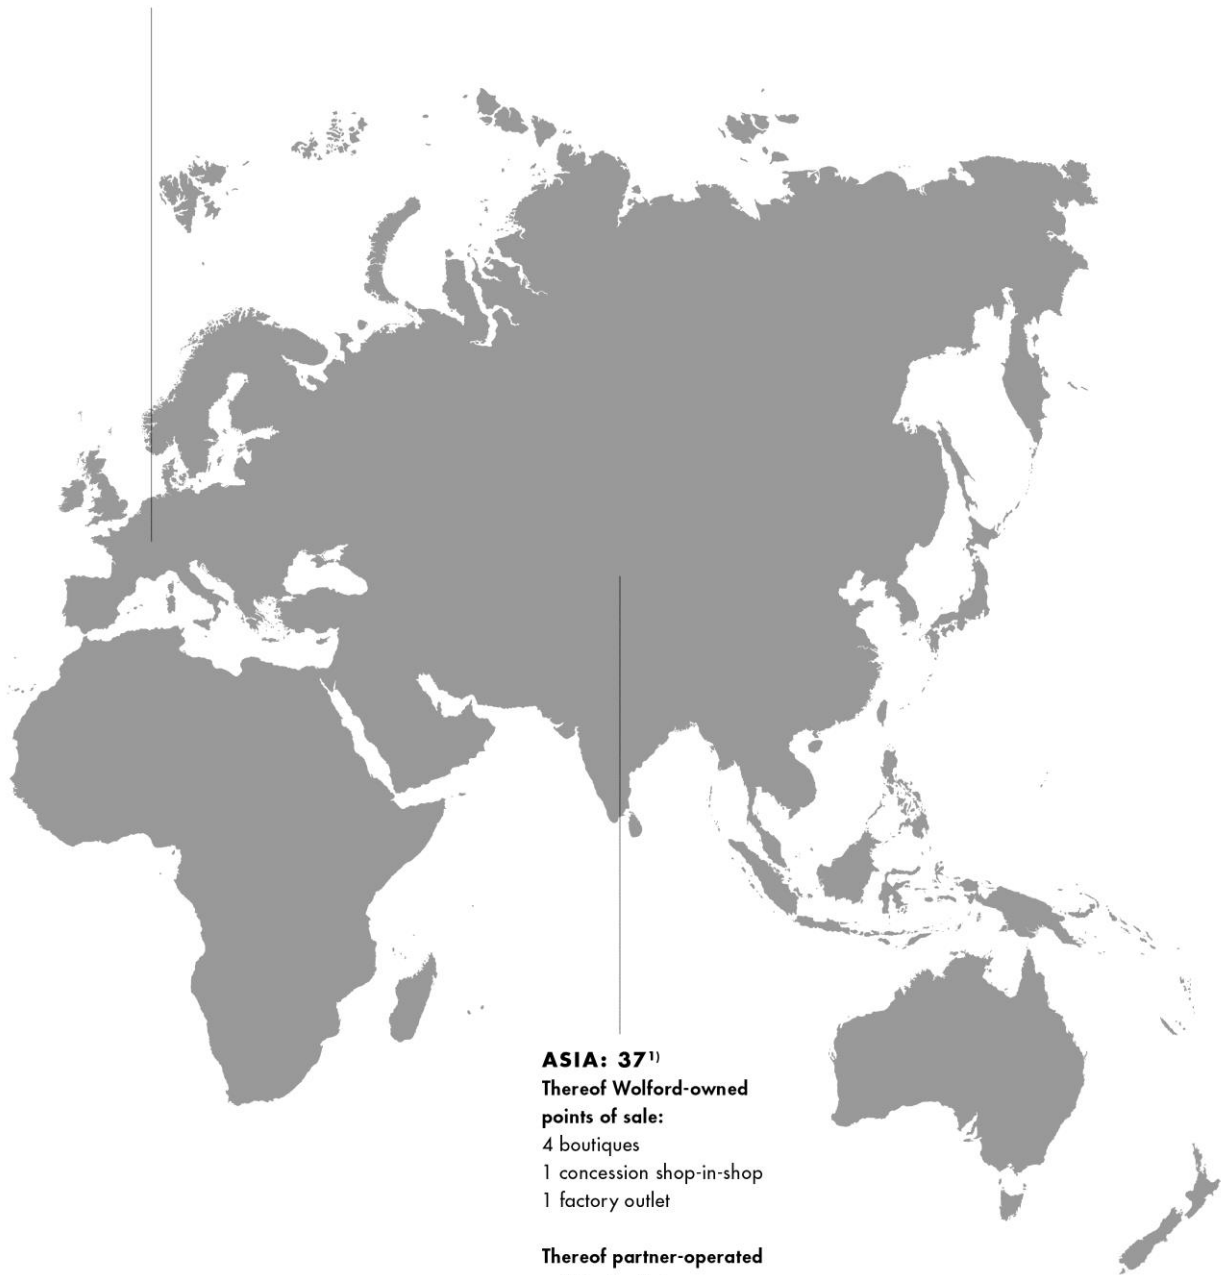 ASIA: 37¹⁾
Thereof Wolford-owned
points of sale:
4 boutiques
1 concession shop-in-shop
1 factory outlet
Thereof partner-operated